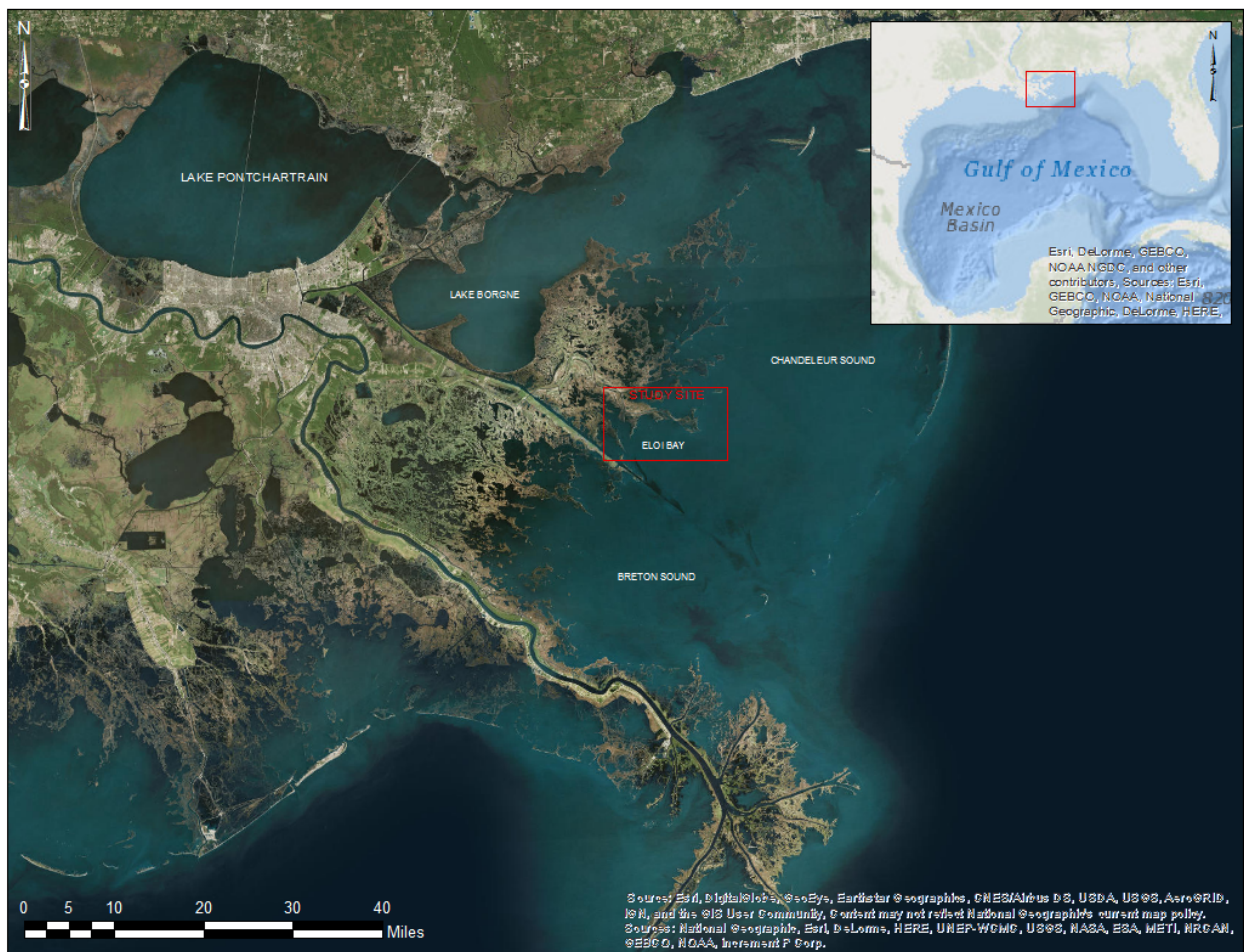 N
N
Gulf of Mexico
LAKE PONTCHARTRAIN
Mexico
Basin
Esri, DeLorme, GEBCO,
NOAA NGDC, and other
contributors, Sources: Esri,
GEBCO, NOAA, National
Geographic, DeLorme, HERE,
LAKE BORGNE
CHANDELEUR SOUND
STUDY SITE
ELOI BAY
BRETON SOUND
0 5 10 20 30 40
Miles
Source: Esri, DigitalGlobe, GeoEye, Earthstar Geographics, CNES/Airbus DS, USDA, USGS, AeroGRID,
IGN, and the GIS User Community, Content may not reflect National Geographic's current map policy.
Sources: National Geographic, Esri, DeLorme, HERE, UNEP-WCMC, USGS, NASA, ESA, METI, NRCAN,
GEBCO, NOAA, increment P Corp.